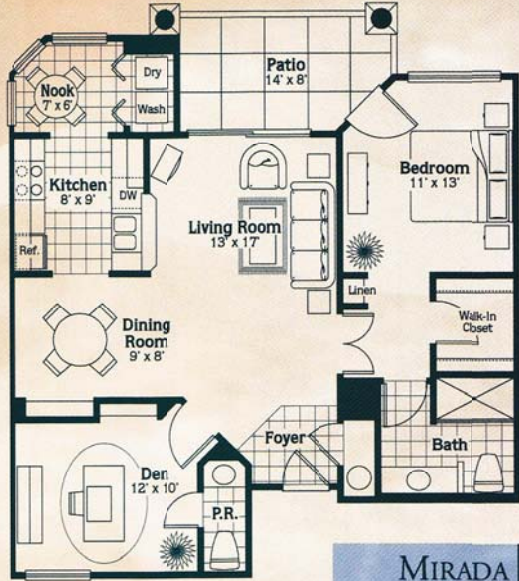 Dry
Wash
Nook
7' x 6'
Patio
14' x 8'
Kitchen
8' x 9'
DW
Ref.
Living Room
13' x 17'
Bedroom
11' x 13'
Linen
Walk-In
Closet
Dining
Room
9' x 8'
Foyer
Bath
Den
12' x 10'
P.R.
MIRADA